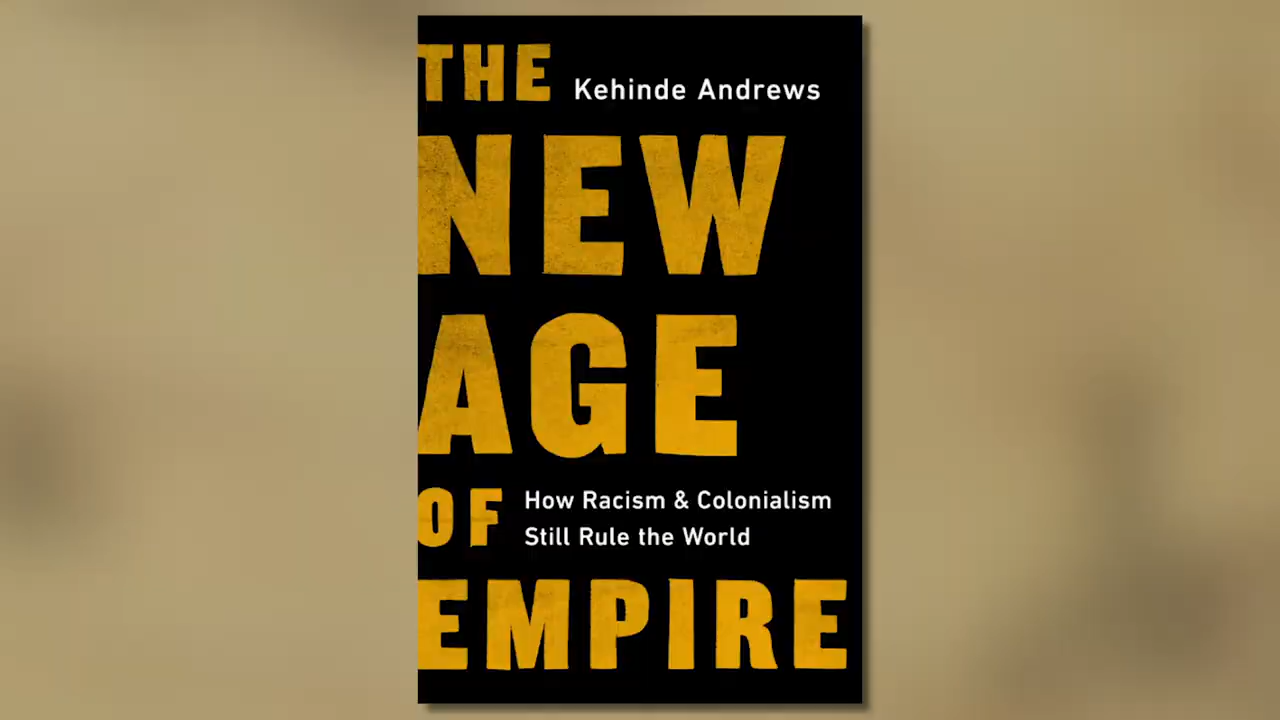 THE
Kehinde Andrews
NEW
AGE
OF
How Racism & Colonialism
Still Rule the World
EMPIRE